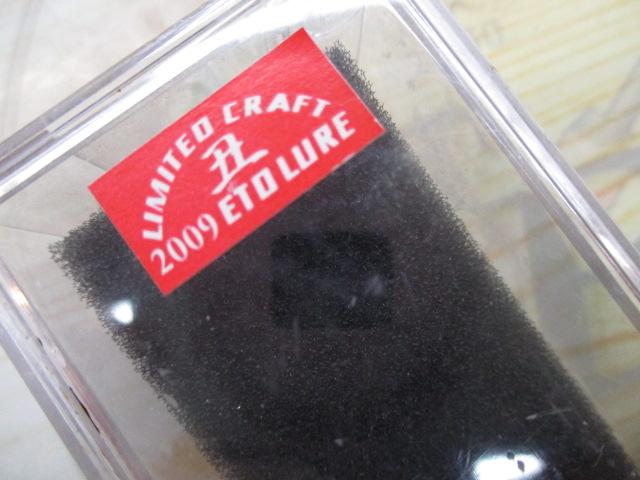 LIMITED CRAFT
丑
2009 ETO LURE